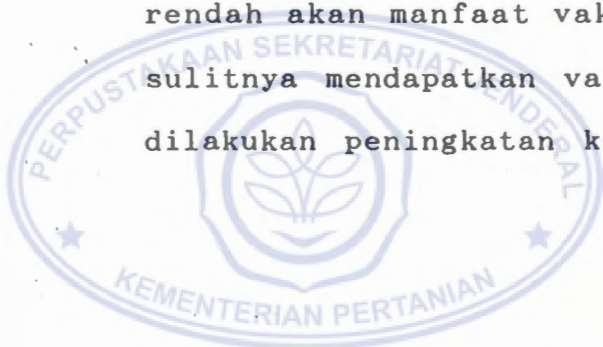 rendah akan manfaat vak
sulitnya mendapatkan va
dilakukan peningkatan k
PERPUSTAKAAN SEKRETARIAT JENDERAL
KEMENTERIAN PERTANIAN